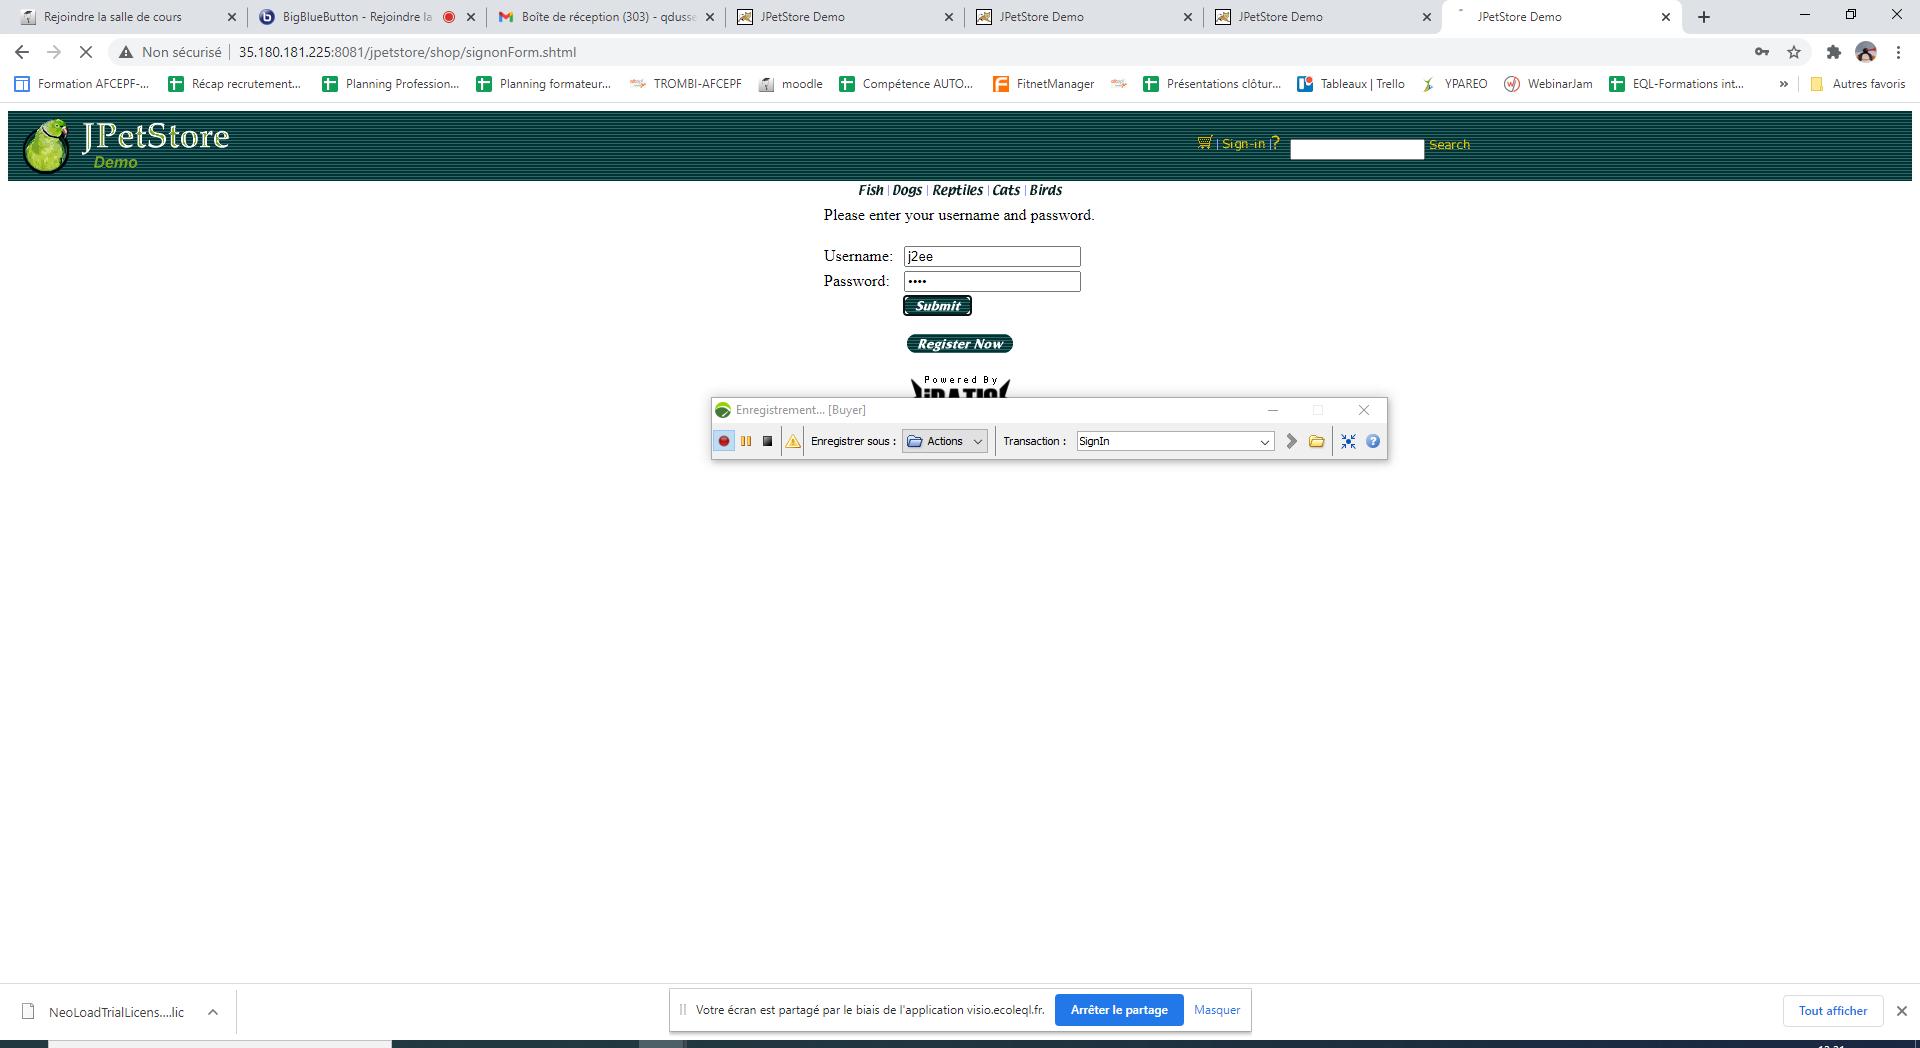 Rejoindre la salle de cours
BigBlueButton - Rejoindre la
Boîte de réception (303) - qdusse
JPetStore Demo
JPetStore Demo
JPetStore Demo
JPetStore Demo
Non sécurisé
35.180.181.225:8081/jpetstore/shop/signonForm.shtml
Formation AFCEPF-...
Récap recrutement...
Planning Profession...
Planning formateur...
TROMBI-AFCEPF
moodle
Compétence AUTO...
FitnetManager
Présentations clôtur...
Tableaux | Trello
YPAREO
WebinarJam
EQL-Formations int...
»
Autres favoris
JPetStore
Demo
| Sign-in | ?
Search
Fish | Dogs | Reptiles | Cats | Birds
Please enter your username and password.
Username: j2ee
Password: ••••
Submit
Register Now
Powered By
iBATIS
Enregistrement... [Buyer]
Enregistrer sous : Actions
Transaction : SignIn
NeoLoadTrialLicens....lic
Votre écran est partagé par le biais de l'application visio.ecoleql.fr.
Arrêter le partage
Masquer
Tout afficher